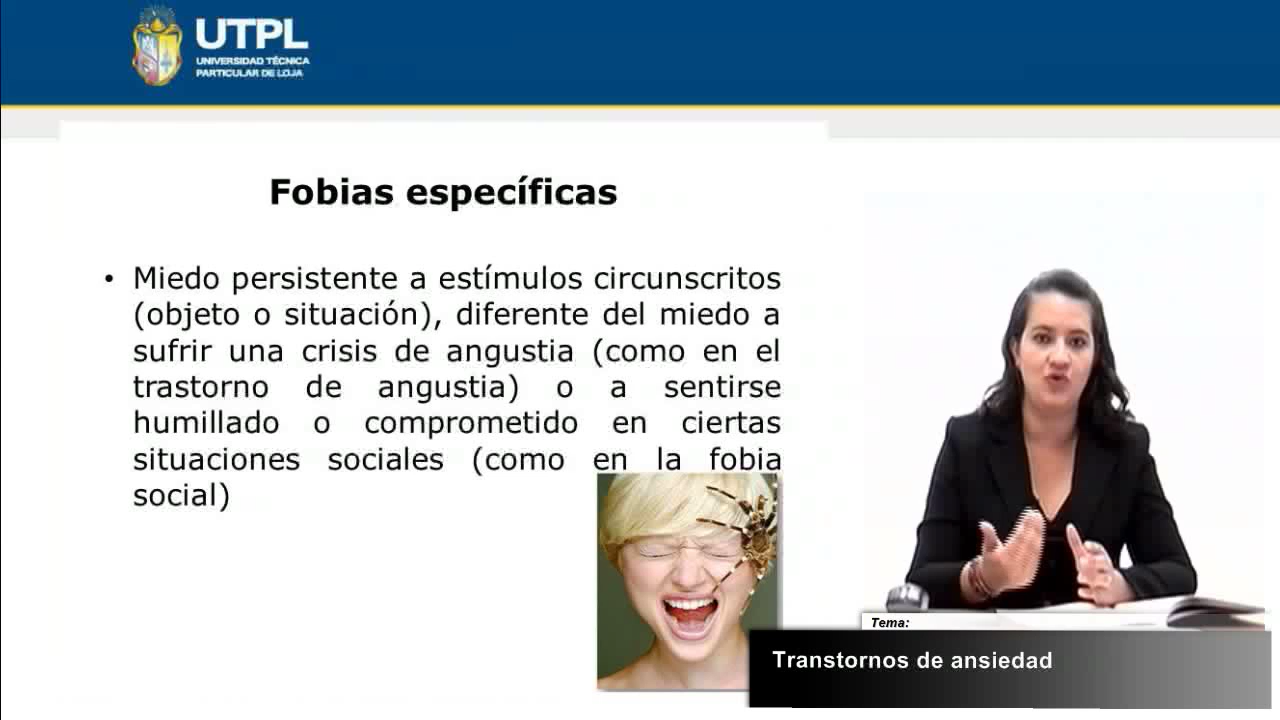 UTPL
UNIVERSIDAD TÉCNICA
PARTICULAR DE LOJA
Fobias específicas
• Miedo persistente a estímulos circunscritos
(objeto o situación), diferente del miedo a
sufrir una crisis de angustia (como en el
trastorno de angustia) o a sentirse
humillado o comprometido en ciertas
situaciones sociales (como en la fobia
social)
Tema:
Transtornos de ansiedad